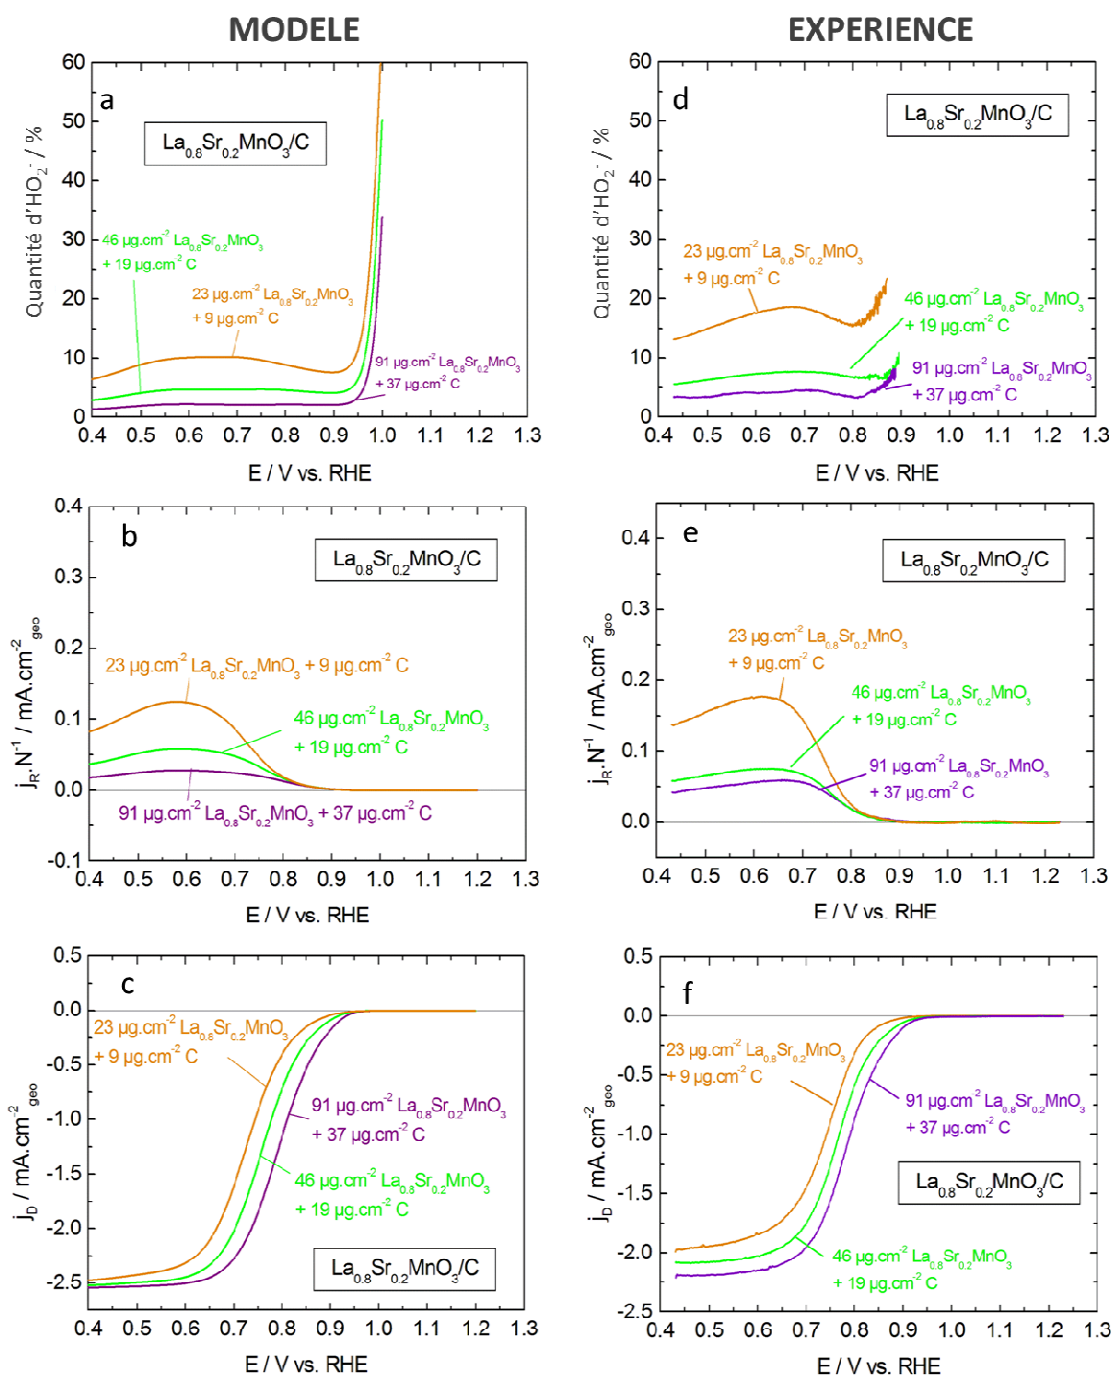 MODELE
EXPERIENCE
a
La0.8Sr0.2MnO3/C
60
50
40
30
20
10
0
Quantité d'HO2- / %
46 µg.cm-2 La0.8Sr0.2MnO3
+ 19 µg.cm-2 C
23 µg.cm-2 La0.8Sr0.2MnO3
+ 9 µg.cm-2 C
91 µg.cm-2 La0.8Sr0.2MnO3
+ 37 µg.cm-2 C
0.4 0.5 0.6 0.7 0.8 0.9 1.0 1.1 1.2 1.3
E / V vs. RHE
d
La0.8Sr0.2MnO3/C
60
50
40
30
20
10
0
Quantité d'HO2- / %
23 µg.cm-2 La0.8Sr0.2MnO3
+ 9 µg.cm-2 C
46 µg.cm-2 La0.8Sr0.2MnO3
+ 19 µg.cm-2 C
91 µg.cm-2 La0.8Sr0.2MnO3
+ 37 µg.cm-2 C
0.4 0.5 0.6 0.7 0.8 0.9 1.0 1.1 1.2 1.3
E / V vs. RHE
b
La0.8Sr0.2MnO3/C
0.4
0.3
0.2
0.1
0.0
-0.1
jR.N-1 / mA.cm-2geo
23 µg.cm-2 La0.8Sr0.2MnO3 + 9 µg.cm-2 C
46 µg.cm-2 La0.8Sr0.2MnO3
+ 19 µg.cm-2 C
91 µg.cm-2 La0.8Sr0.2MnO3 + 37 µg.cm-2 C
0.4 0.5 0.6 0.7 0.8 0.9 1.0 1.1 1.2 1.3
E / V vs. RHE
e
La0.8Sr0.2MnO3/C
0.4
0.3
0.2
0.1
0.0
jR.N-1 / mA.cm-2geo
23 µg.cm-2 La0.8Sr0.2MnO3
+ 9 µg.cm-2 C
46 µg.cm-2 La0.8Sr0.2MnO3
+ 19 µg.cm-2 C
91 µg.cm-2 La0.8Sr0.2MnO3
+ 37 µg.cm-2 C
0.4 0.5 0.6 0.7 0.8 0.9 1.0 1.1 1.2 1.3
E / V vs. RHE
c
0.5
0.0
-0.5
-1.0
-1.5
-2.0
-2.5
jD / mA.cm-2geo
23 µg.cm-2 La0.8Sr0.2MnO3
+ 9 µg.cm-2 C
91 µg.cm-2 La0.8Sr0.2MnO3
+ 37 µg.cm-2 C
46 µg.cm-2 La0.8Sr0.2MnO3
+ 19 µg.cm-2 C
La0.8Sr0.2MnO3/C
0.4 0.5 0.6 0.7 0.8 0.9 1.0 1.1 1.2 1.3
E / V vs. RHE
f
0.5
0.0
-0.5
-1.0
-1.5
-2.0
-2.5
jD / mA.cm-2geo
23 µg.cm-2 La0.8Sr0.2MnO3
+ 9 µg.cm-2 C
91 µg.cm-2 La0.8Sr0.2MnO3
+ 37 µg.cm-2 C
La0.8Sr0.2MnO3/C
46 µg.cm-2 La0.8Sr0.2MnO3
+ 19 µg.cm-2 C
0.4 0.5 0.6 0.7 0.8 0.9 1.0 1.1 1.2 1.3
E / V vs. RHE